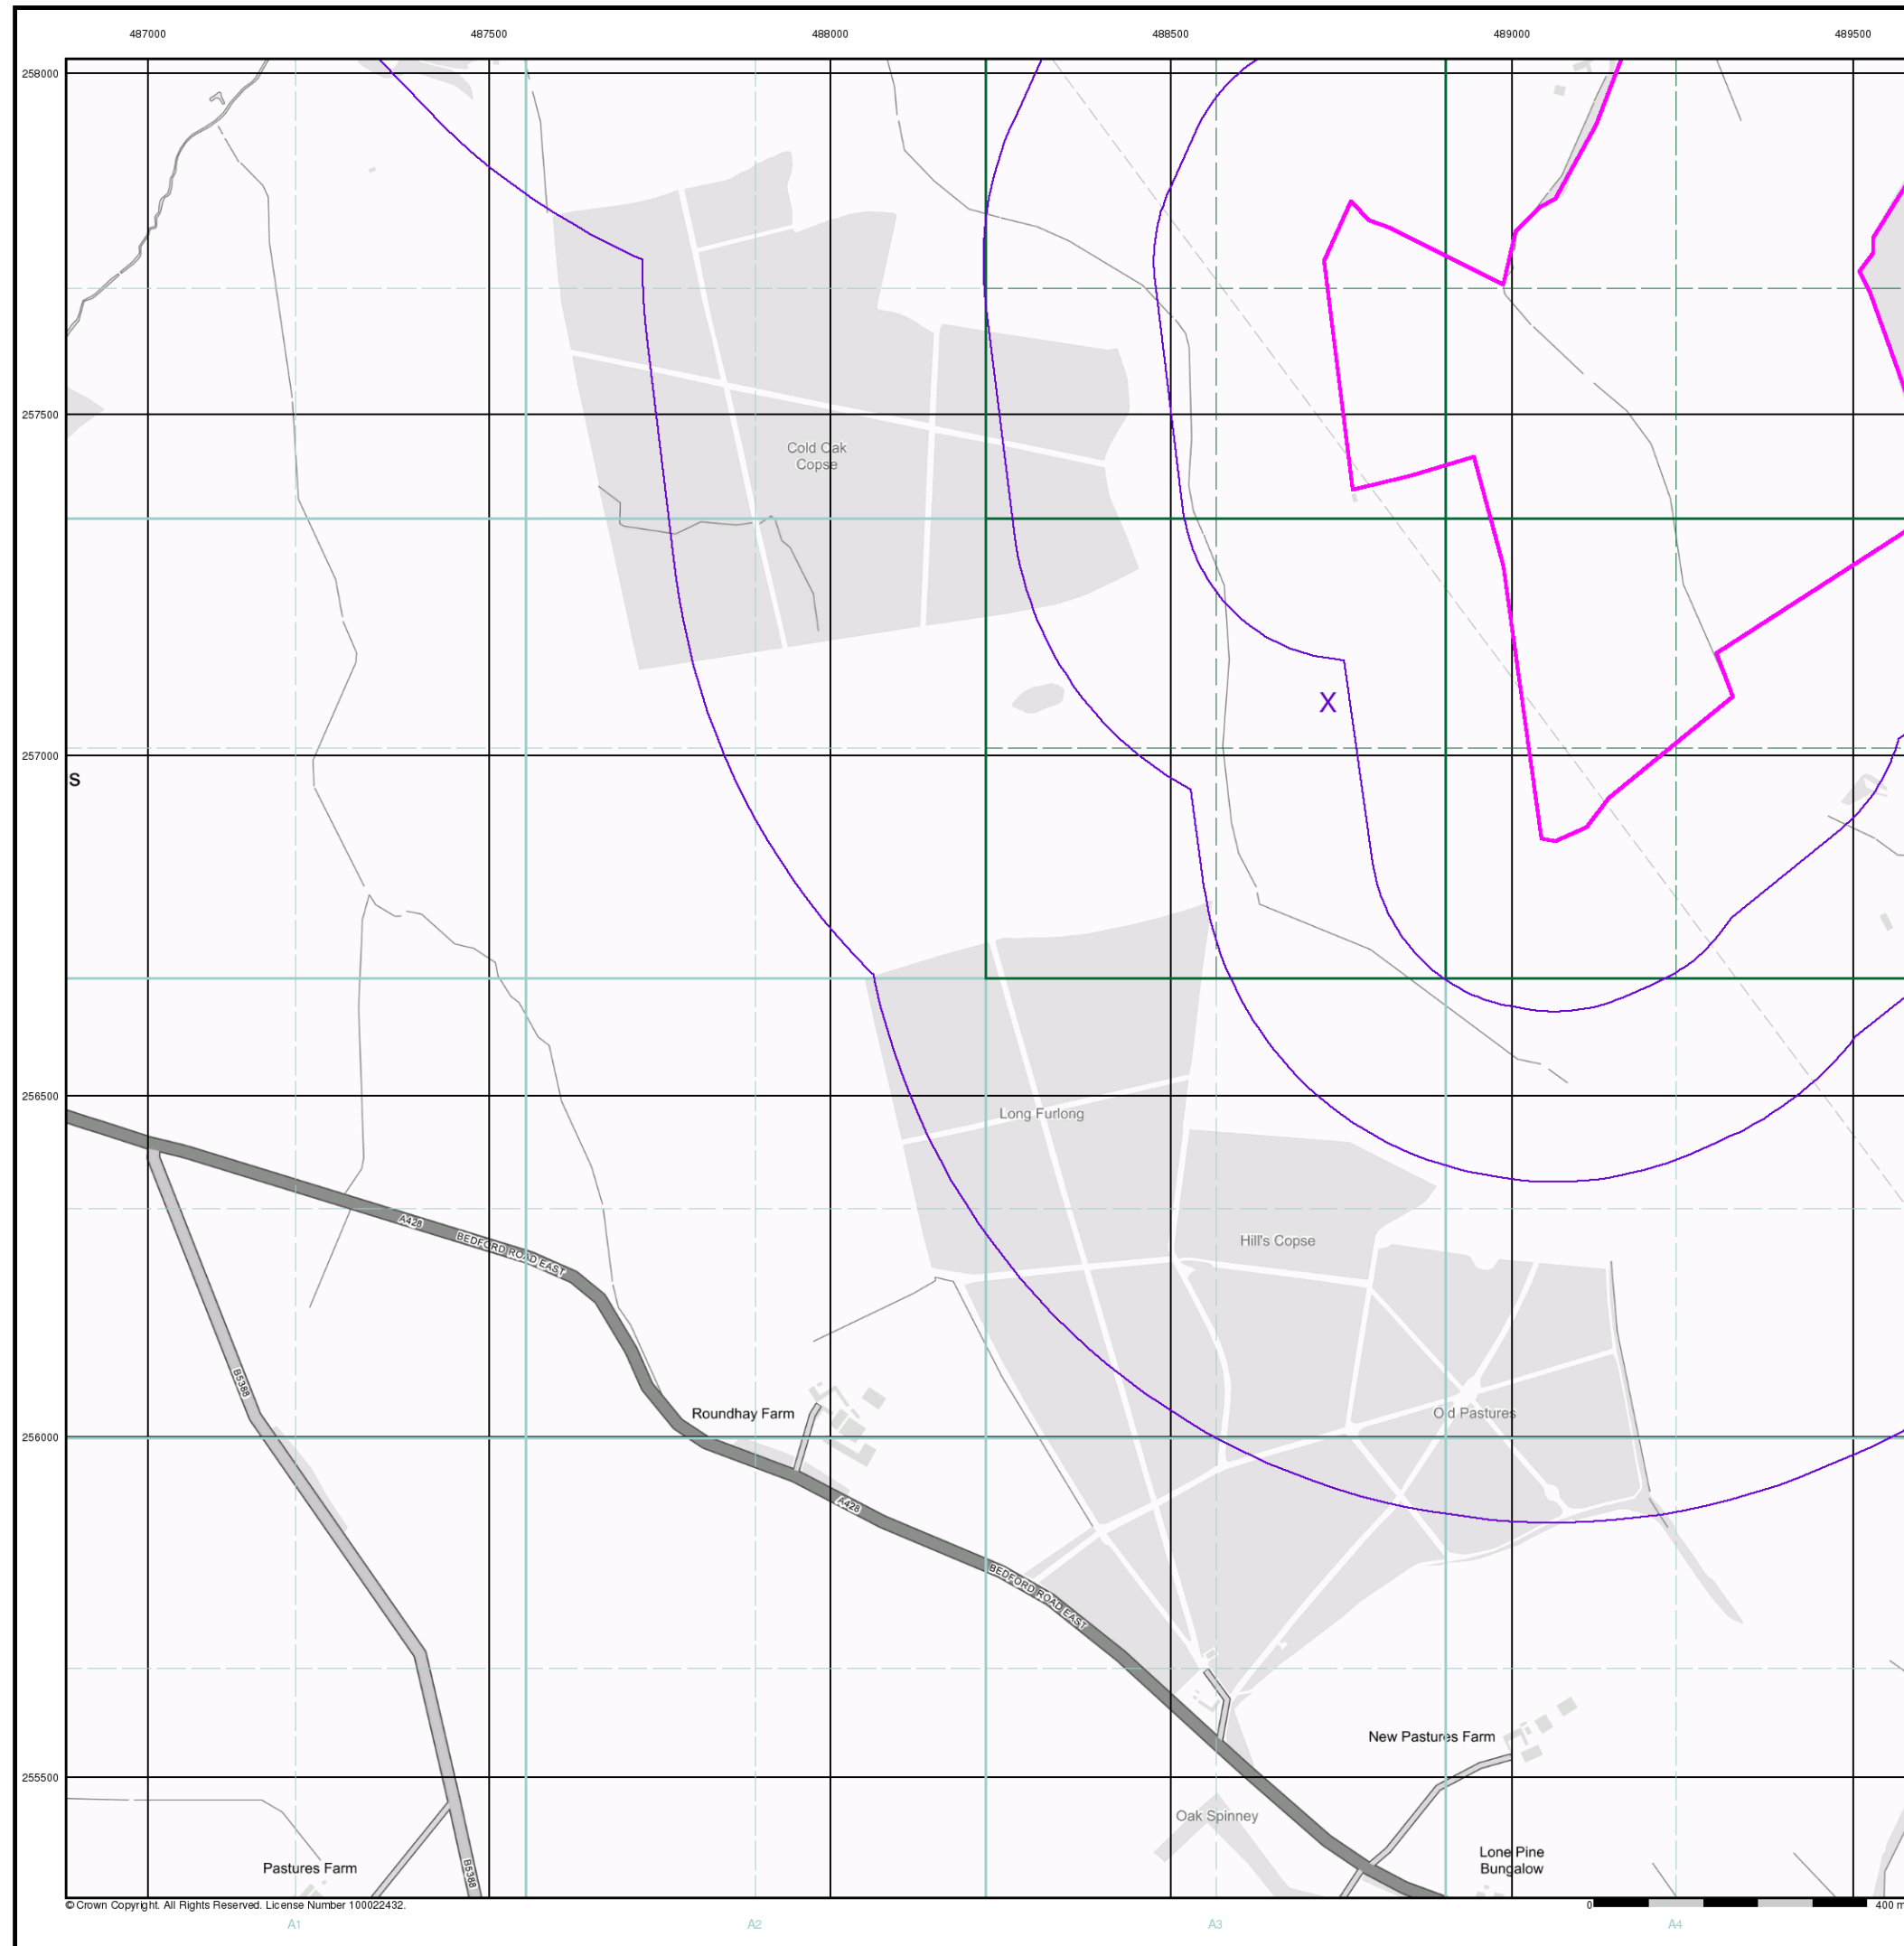 487000 487500 488000 488500 489000 489500
258000
257500
Cold Oak
Copse
X
257000
S
256500
Long Furlong
A428
BEDFORD ROAD EAST
Hill's Copse
B5388
Roundhay Farm
Old Pastures
256000
A428
BEDFORD ROAD EAST
New Pastures Farm
255500
Oak Spinney
Lone Pine
Bungalow
Pastures Farm
B5388
© Crown Copyright. All Rights Reserved. License Number 100022432.
0 400 m
A1 A2 A3 A4